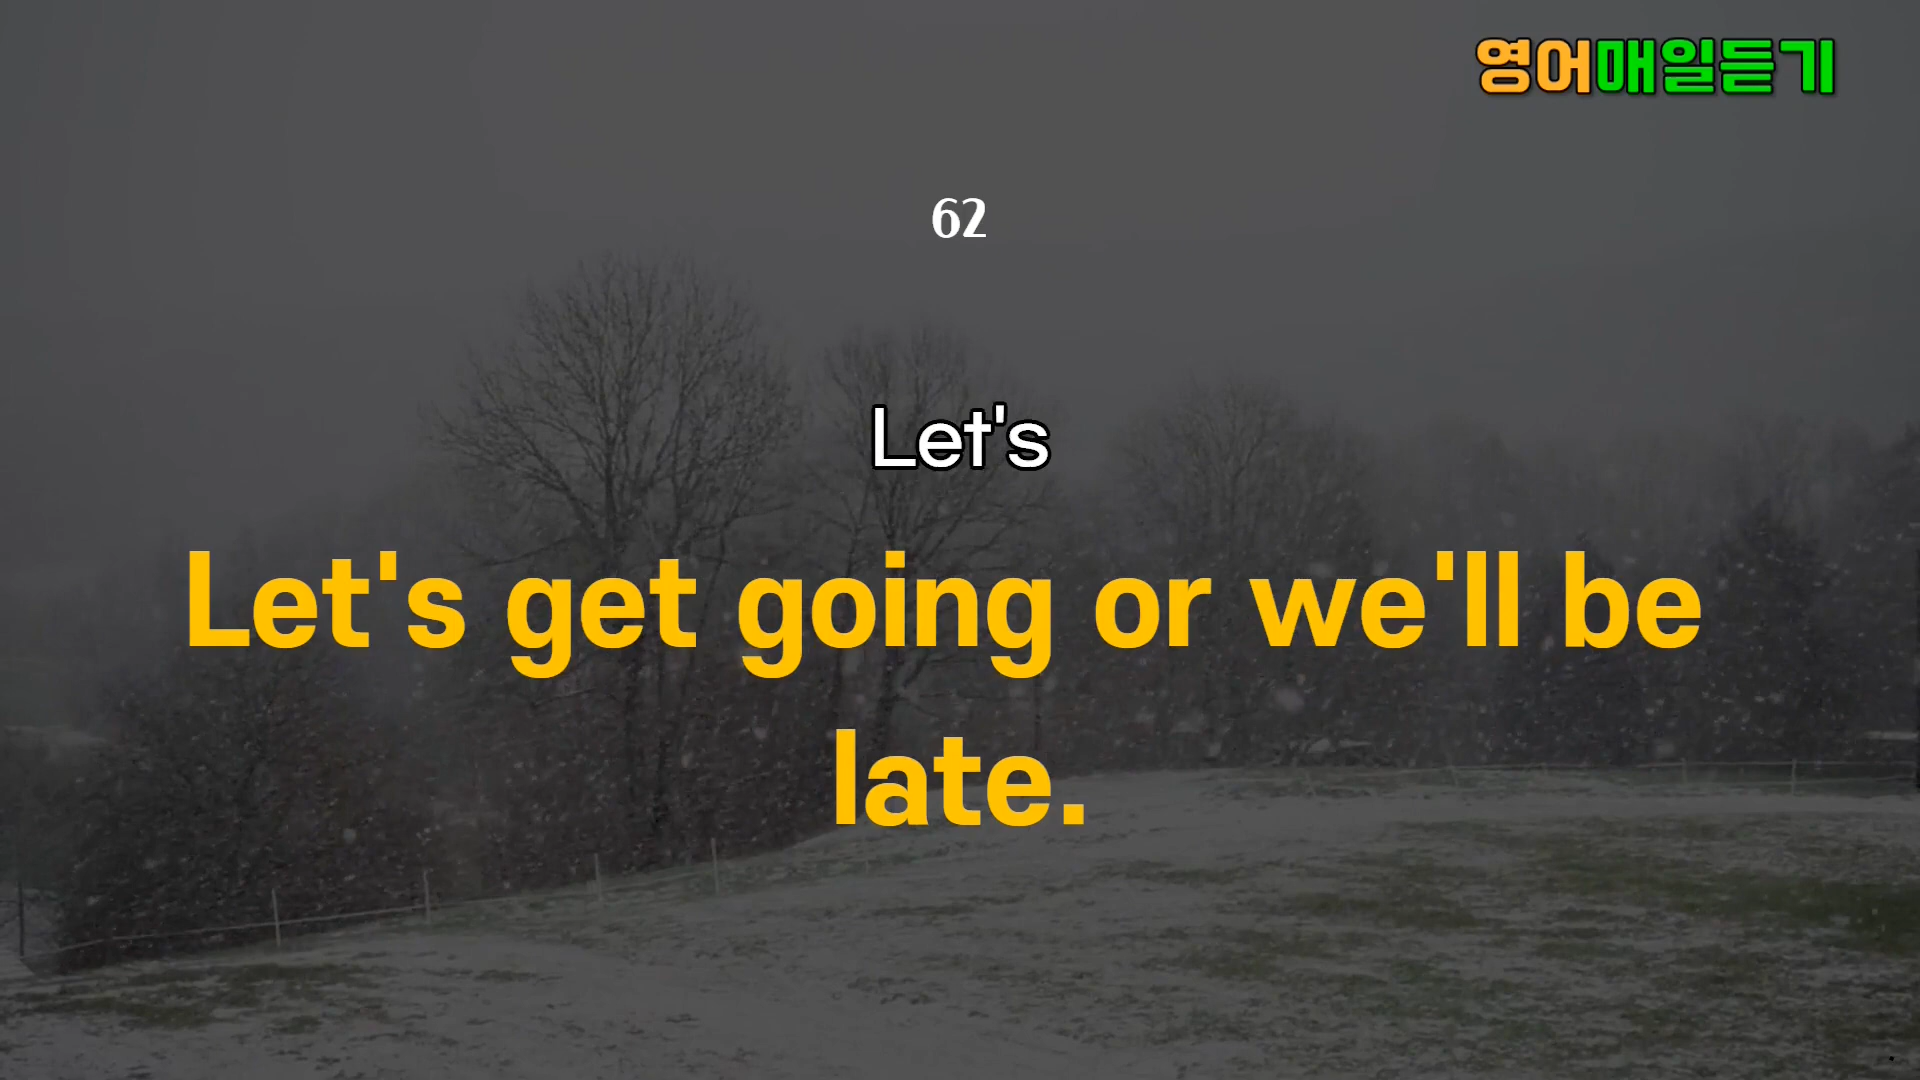 영어매일듣기
62
Let's
Let's get going or we'll be
late.